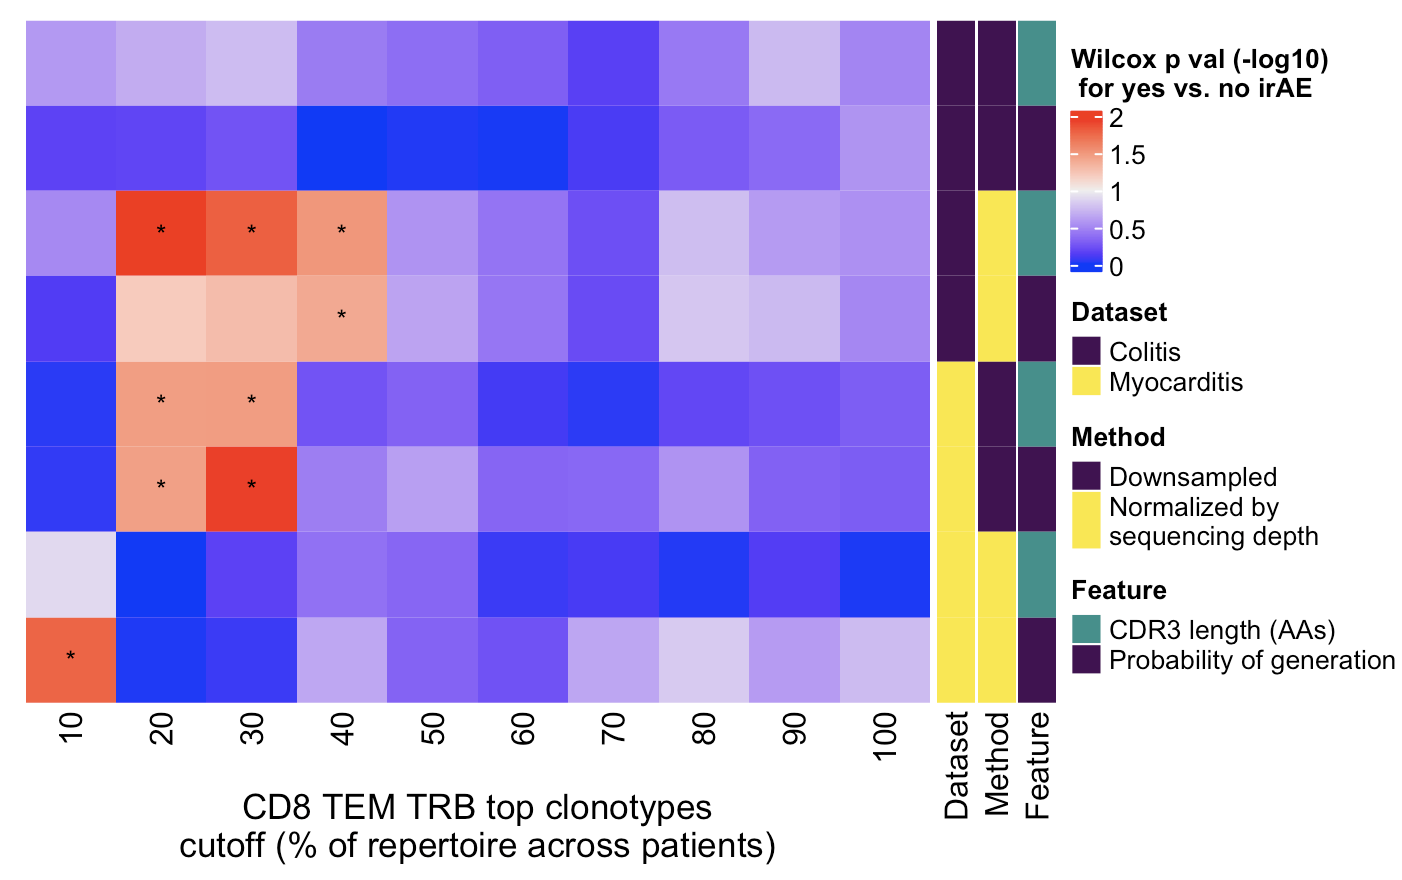 Wilcox p val (-log10)
for yes vs. no irAE
2
1.5
1
0.5
0
* * *
*
* *
* *
*
Dataset
Colitis
Myocarditis
Method
Downsampled
Normalized by
sequencing depth
Feature
CDR3 length (AAs)
Probability of generation
10 20 30 40 50 60 70 80 90 100
Dataset
Method
Feature
CD8 TEM TRB top clonotypes
cutoff (% of repertoire across patients)